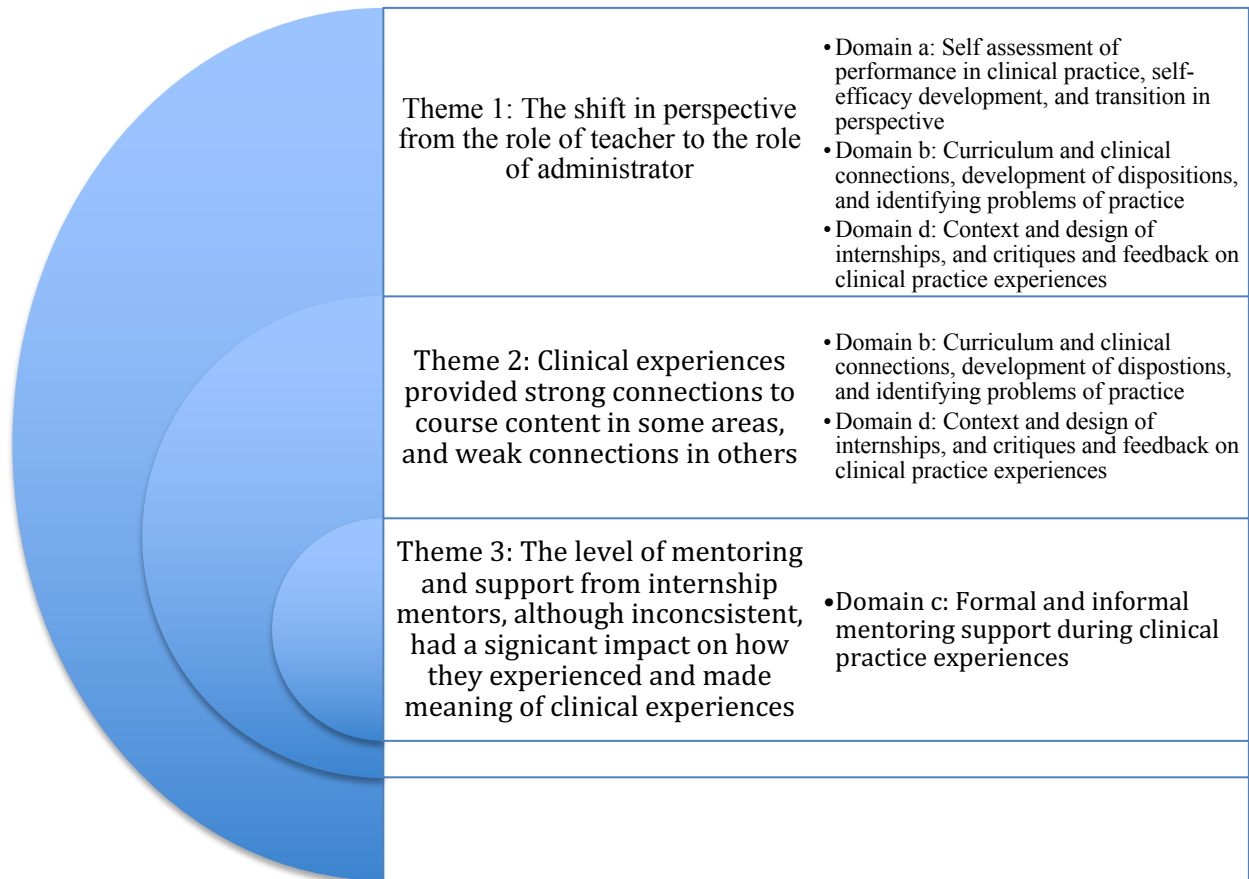 Theme 1: The shift in perspective
from the role of teacher to the role
of administrator
•Domain a: Self assessment of
performance in clinical practice, self-
efficacy development, and transition in
perspective
•Domain b: Curriculum and clinical
connections, development of dispositions,
and identifying problems of practice
•Domain d: Context and design of
internships, and critiques and feedback on
clinical practice experiences
Theme 2: Clinical experiences
provided strong connections to
course content in some areas,
and weak connections in others
•Domain b: Curriculum and clinical
connections, development of dispostions,
and identifying problems of practice
•Domain d: Context and design of
internships, and critiques and feedback on
clinical practice experiences
Theme 3: The level of mentoring
and support from internship
mentors, although inconcsistent,
had a signicant impact on how
they experienced and made
meaning of clinical experiences
•Domain c: Formal and informal
mentoring support during clinical
practice experiences